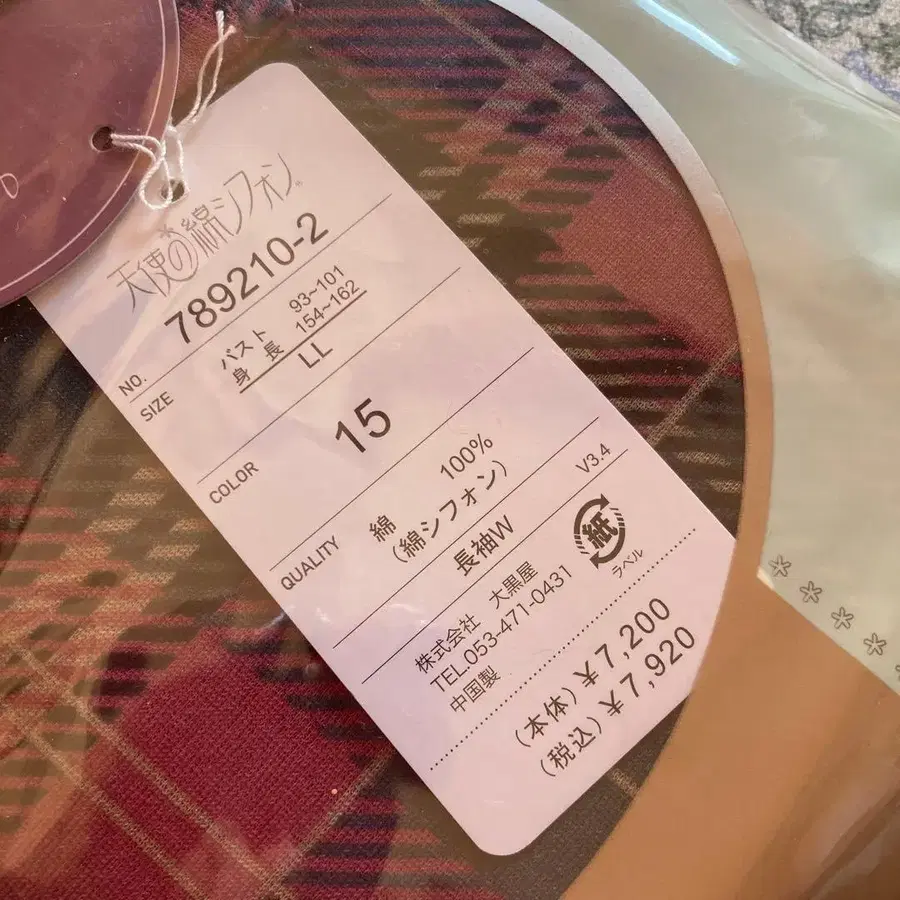 D
天使の綿シフォン®
NO. 789210-2
SIZE バスト 93~101
身長 154~162
LL
COLOR 15
QUALITY 綿 100%
(綿シフォン)
V3.4
長袖W
紙
ラベル
株式会社 大黒屋
TEL.053-471-0431
中国製
(本体)¥7,200
(税込)¥7,920